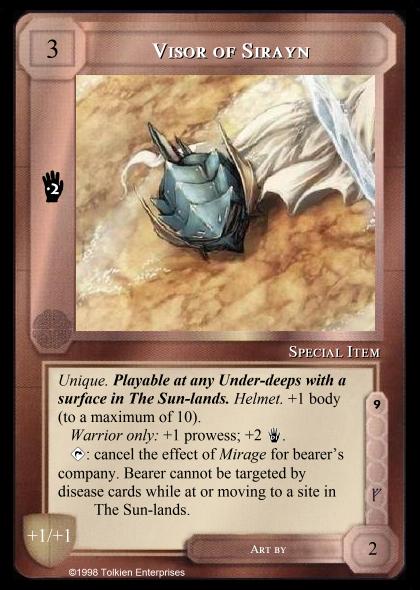 3
Visor of Sirayn
2
Special Item
Unique. Playable at any Under-deeps with a
surface in The Sun-lands. Helmet. +1 body
(to a maximum of 10).
Warrior only: +1 prowess; +2 .
: cancel the effect of Mirage for bearer's
company. Bearer cannot be targeted by
disease cards while at or moving to a site in
The Sun-lands.
9
ᚠ
+1/+1
Art by
2
©1998 Tolkien Enterprises